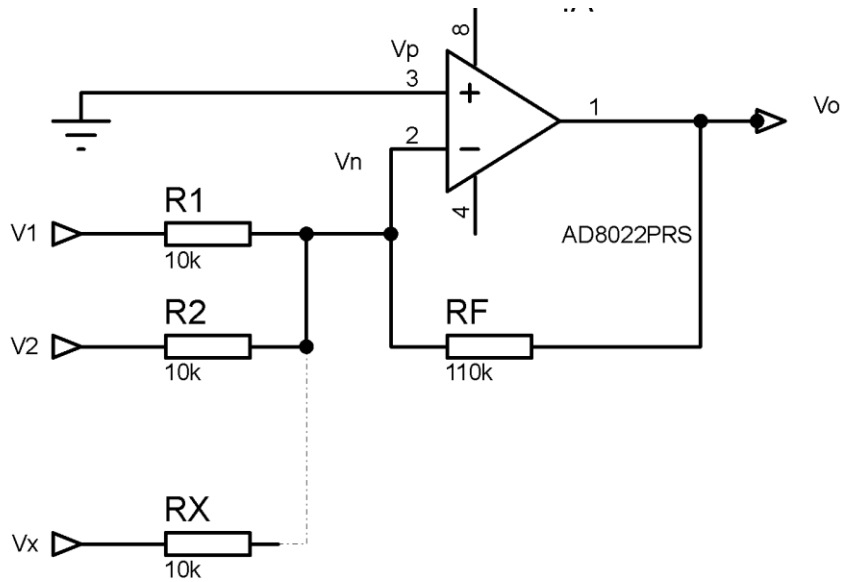 8
Vp
3
+
1
Vo
2
−
Vn
4
AD8022PRS
R1
V1
10k
R2
V2
10k
RF
110k
RX
Vx
10k